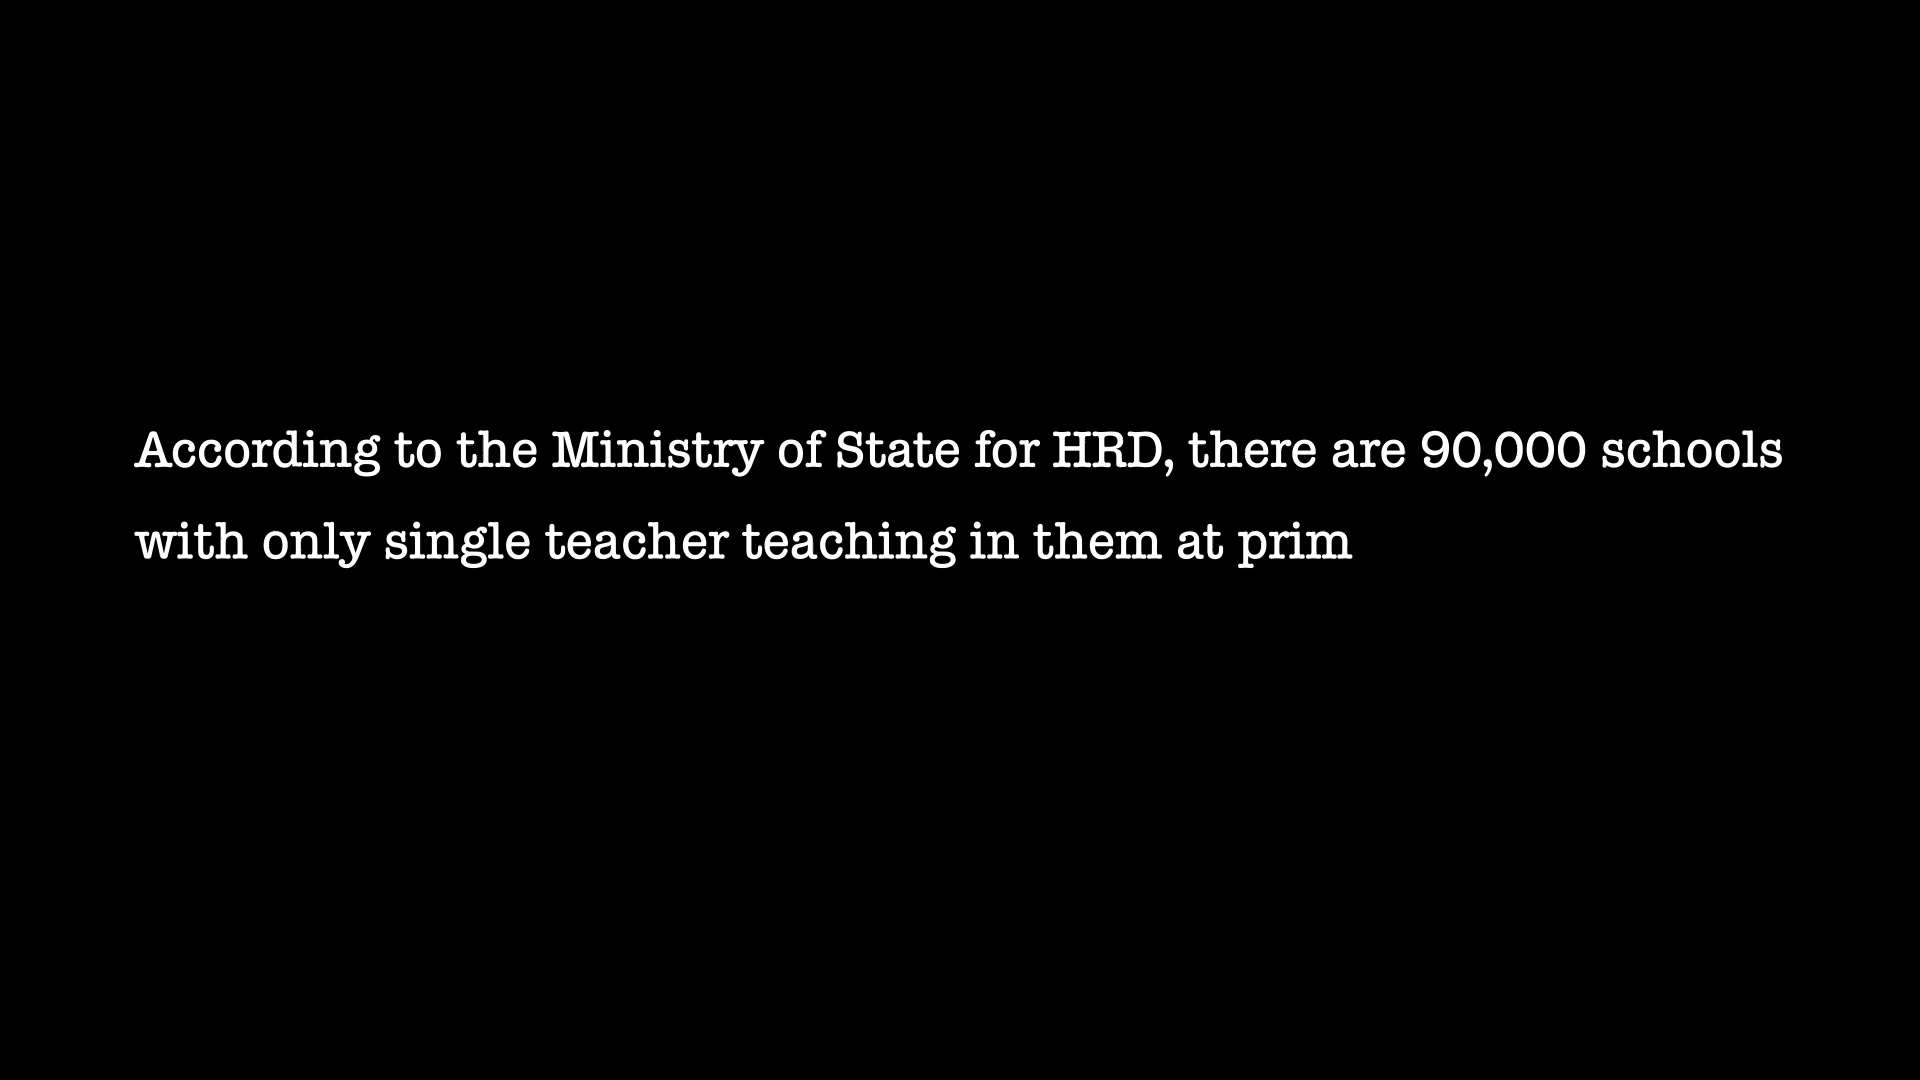 According to the Ministry of State for HRD, there are 90,000 schools
with only single teacher teaching in them at prim